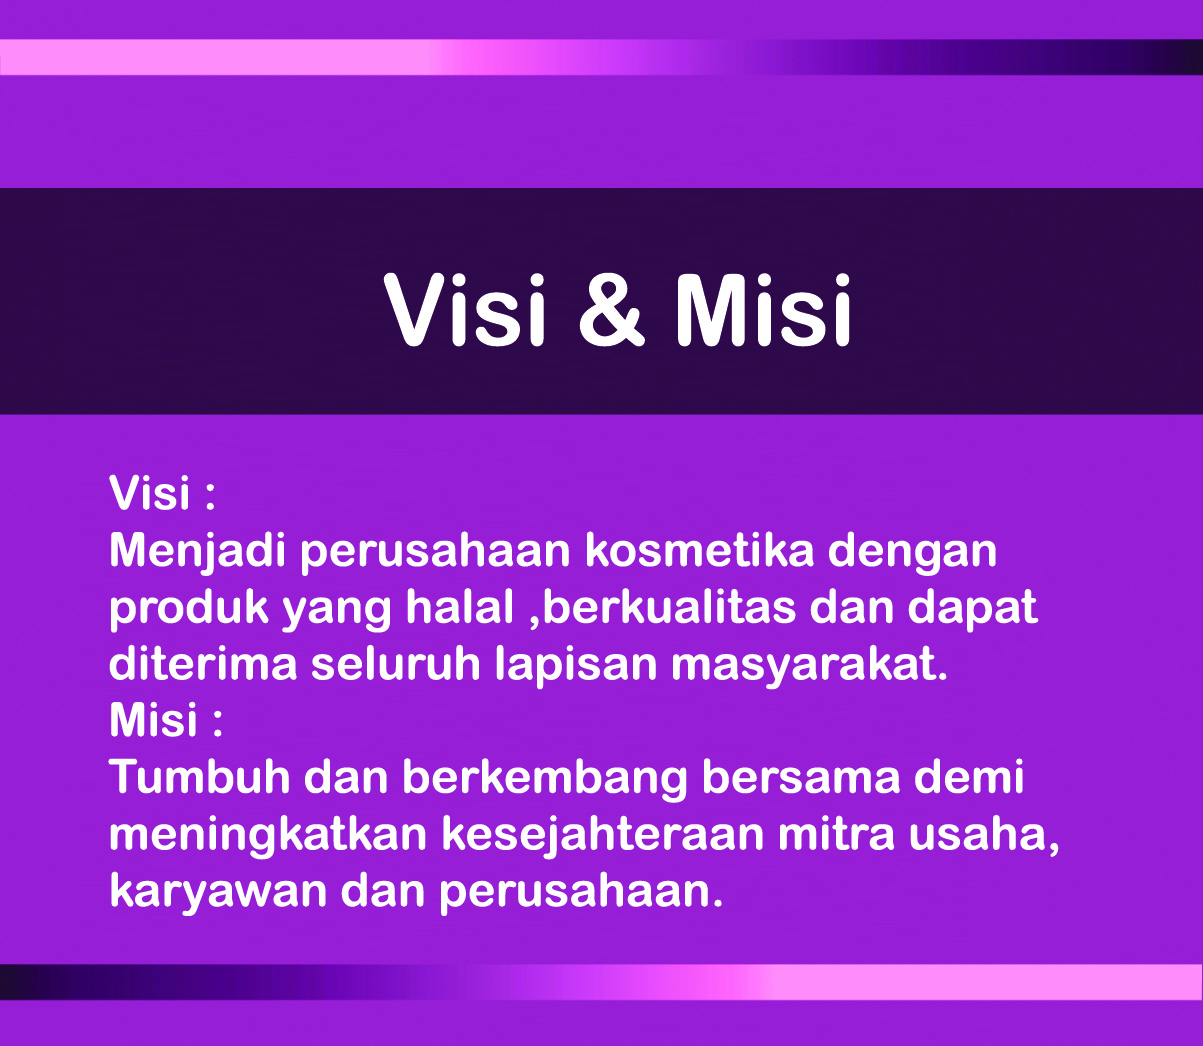 Visi & Misi
Visi :
Menjadi perusahaan kosmetika dengan
produk yang halal ,berkualitas dan dapat
diterima seluruh lapisan masyarakat.
Misi :
Tumbuh dan berkembang bersama demi
meningkatkan kesejahteraan mitra usaha,
karyawan dan perusahaan.